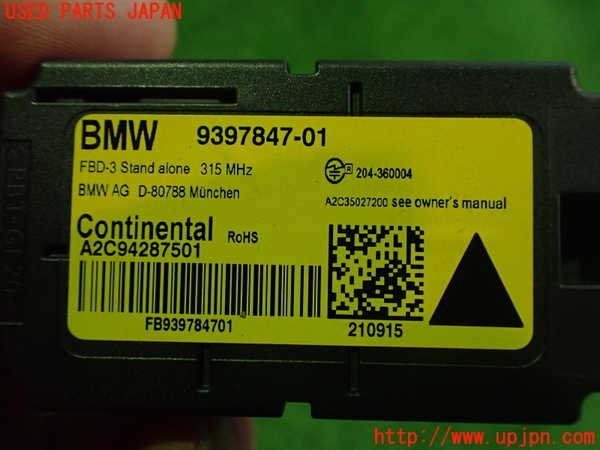 USED PARTS JAPAN
BMW 9397847-01
FBD-3 Stand alone 315 MHz
BMW AG D-80788 München
R 204-360004
A2C35027200 see owner's manual
Continental RoHS
A2C94287501
FB939784701
210915
http://www.upjpn.com/